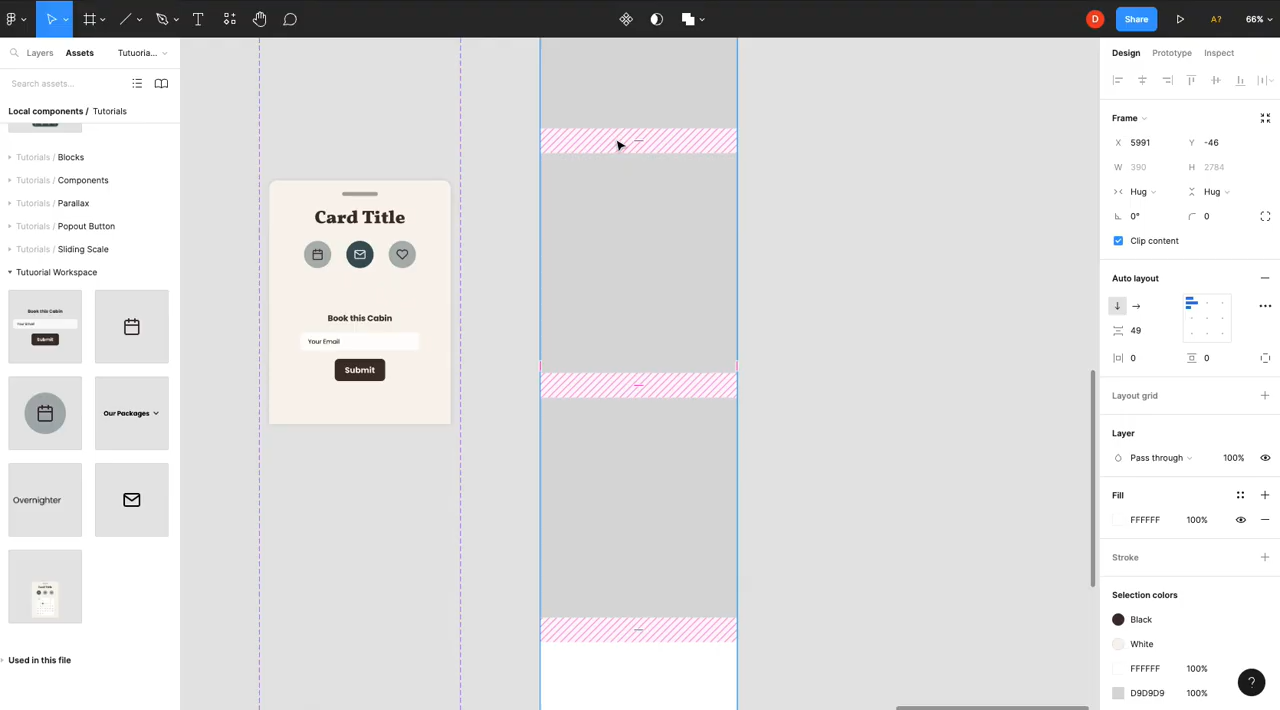 D
Share
A?
66%
Layers
Assets
Tutuoria...
Search assets...
Local components / Tutorials
Tutorials / Blocks
Tutorials / Components
Tutorials / Parallax
Tutorials / Popout Button
Tutorials / Sliding Scale
Tutuorial Workspace
Book this Cabin
Your Email
Submit
Our Packages
Overnighter
Card Title
Used in this file
Card Title
Book this Cabin
Your Email
Submit
Design
Prototype
Inspect
Frame
X 5991
Y -46
W 390
H 2784
Hug
Hug
0°
0
Clip content
Auto layout
49
0
0
Layout grid
Layer
Pass through
100%
Fill
FFFFFF 100%
Stroke
Selection colors
Black
White
FFFFFF 100%
D9D9D9 100%
?